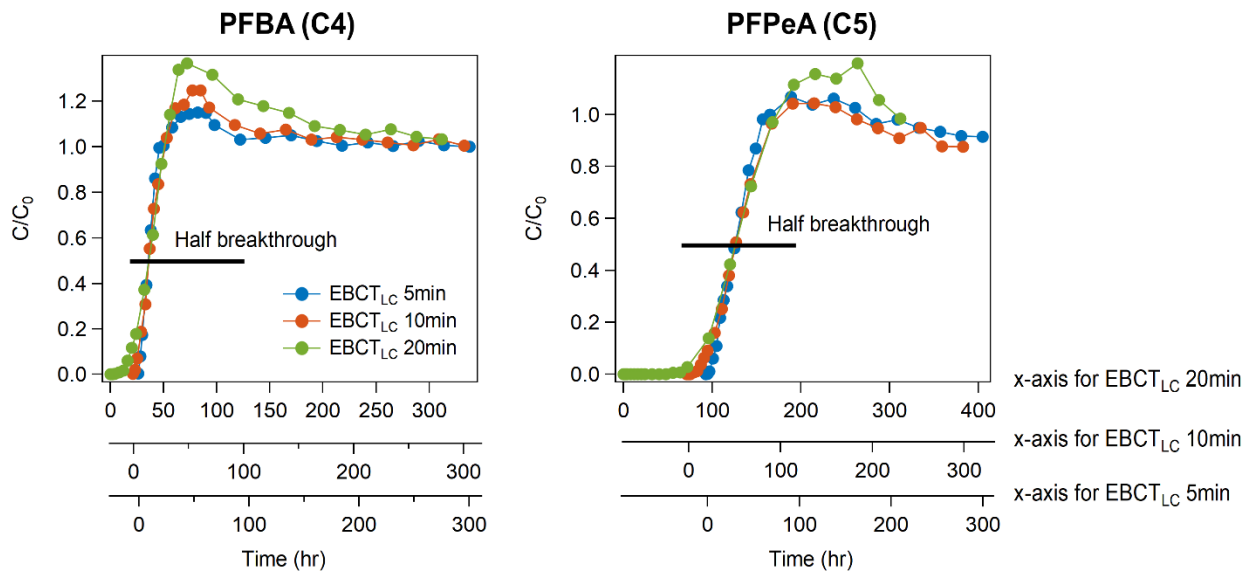 PFBA (C4)
PFPeA (C5)
C/C0
0.0
0.2
0.4
0.6
0.8
1.0
1.2
Half breakthrough
EBCTLC 5min
EBCTLC 10min
EBCTLC 20min
0 50 100 150 200 250 300
C/C0
0.0
0.2
0.4
0.6
0.8
1.0
Half breakthrough
0 100 200 300 400
x-axis for EBCTLC 20min
0 100 200 300
0 100 200 300
x-axis for EBCTLC 10min
0 100 200 300
0 100 200 300
x-axis for EBCTLC 5min
Time (hr)
Time (hr)